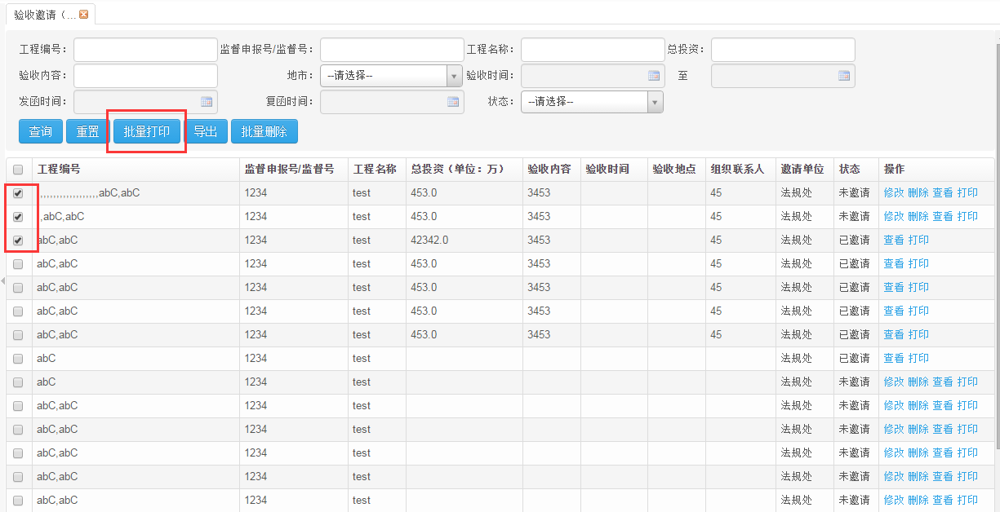 验收邀请（...
工程编号： 监督申报号/监督号： 工程名称： 总投资：
验收内容： 地市： --请选择-- 验收时间： 至
发函时间： 复函时间： 状态： --请选择--
查询 重置 批量打印 导出 批量删除
工程编号 监督申报号/监督号 工程名称 总投资（单位：万） 验收内容 验收时间 验收地点 组织联系人 邀请单位 状态 操作
,,,,,,,,,,,,,,,,,,abC,abC 1234 test 453.0 3453 45 法规处 未邀请 修改 删除 查看 打印
,abC,abC 1234 test 453.0 3453 45 法规处 未邀请 修改 删除 查看 打印
abC,abC 1234 test 42342.0 3453 45 法规处 已邀请 查看 打印
abC,abC 1234 test 453.0 3453 45 法规处 已邀请 查看 打印
abC,abC 1234 test 453.0 3453 45 法规处 已邀请 查看 打印
abC,abC 1234 test 453.0 3453 45 法规处 已邀请 查看 打印
abC,abC 1234 test 453.0 3453 45 法规处 已邀请 查看 打印
abC 1234 test 法规处 已邀请 查看 打印
abC 1234 test 法规处 未邀请 修改 删除 查看 打印
abC,abC 1234 test 法规处 未邀请 修改 删除 查看 打印
abC,abC 1234 test 法规处 未邀请 修改 删除 查看 打印
abC,abC 1234 test 法规处 未邀请 修改 删除 查看 打印
abC,abC 1234 test 法规处 未邀请 修改 删除 查看 打印
abC,abC 1234 test 法规处 未邀请 修改 删除 查看 打印